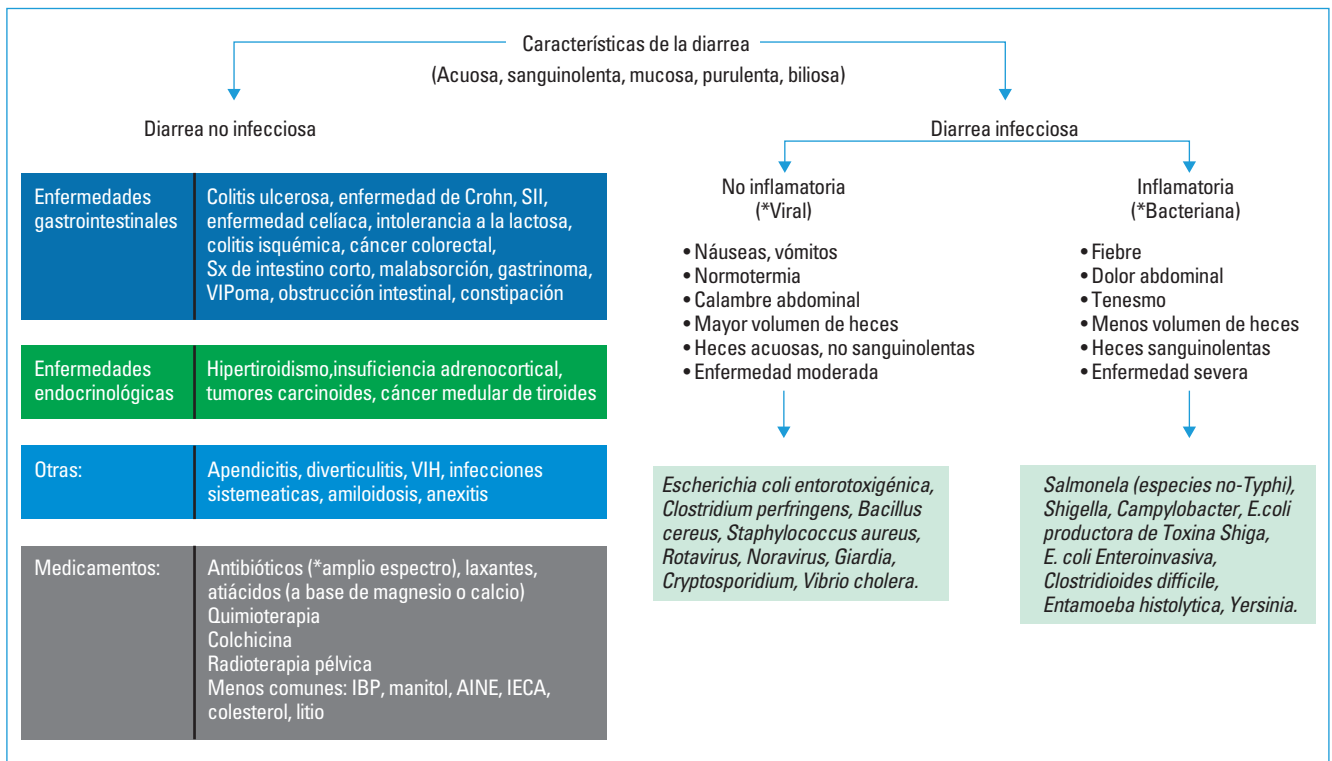 Características de la diarrea
(Acuosa, sanguinolenta, mucosa, purulenta, biliosa)
Diarrea no infecciosa
Enfermedades
gastrointestinales
Colitis ulcerosa, enfermedad de Crohn, SII,
enfermedad celíaca, intolerancia a la lactosa,
colitis isquémica, cáncer colorectal,
Sx de intestino corto, malabsorción, gastrinoma,
VIPoma, obstrucción intestinal, constipación
Enfermedades
endocrinológicas
Hipertiroidismo,insuficiencia adrenocortical,
tumores carcinoides, cáncer medular de tiroides
Otras:
Apendicitis, diverticulitis, VIH, infecciones
sistemeaticas, amiloidosis, anexitis
Medicamentos:
Antibióticos (*amplio espectro), laxantes,
atiácidos (a base de magnesio o calcio)
Quimioterapia
Colchicina
Radioterapia pélvica
Menos comunes: IBP, manitol, AINE, IECA,
colesterol, litio
Diarrea infecciosa
No inflamatoria
(*Viral)
• Náuseas, vómitos
• Normotermia
• Calambre abdominal
• Mayor volumen de heces
• Heces acuosas, no sanguinolentas
• Enfermedad moderada
Escherichia coli entorotoxigénica,
Clostridium perfringens, Bacillus
cereus, Staphylococcus aureus,
Rotavirus, Noravirus, Giardia,
Cryptosporidium, Vibrio cholera.
Inflamatoria
(*Bacteriana)
• Fiebre
• Dolor abdominal
• Tenesmo
• Menos volumen de heces
• Heces sanguinolentas
• Enfermedad severa
Salmonela (especies no-Typhi),
Shigella, Campylobacter, E.coli
productora de Toxina Shiga,
E. coli Enteroinvasiva,
Clostridioides difficile,
Entamoeba histolytica, Yersinia.